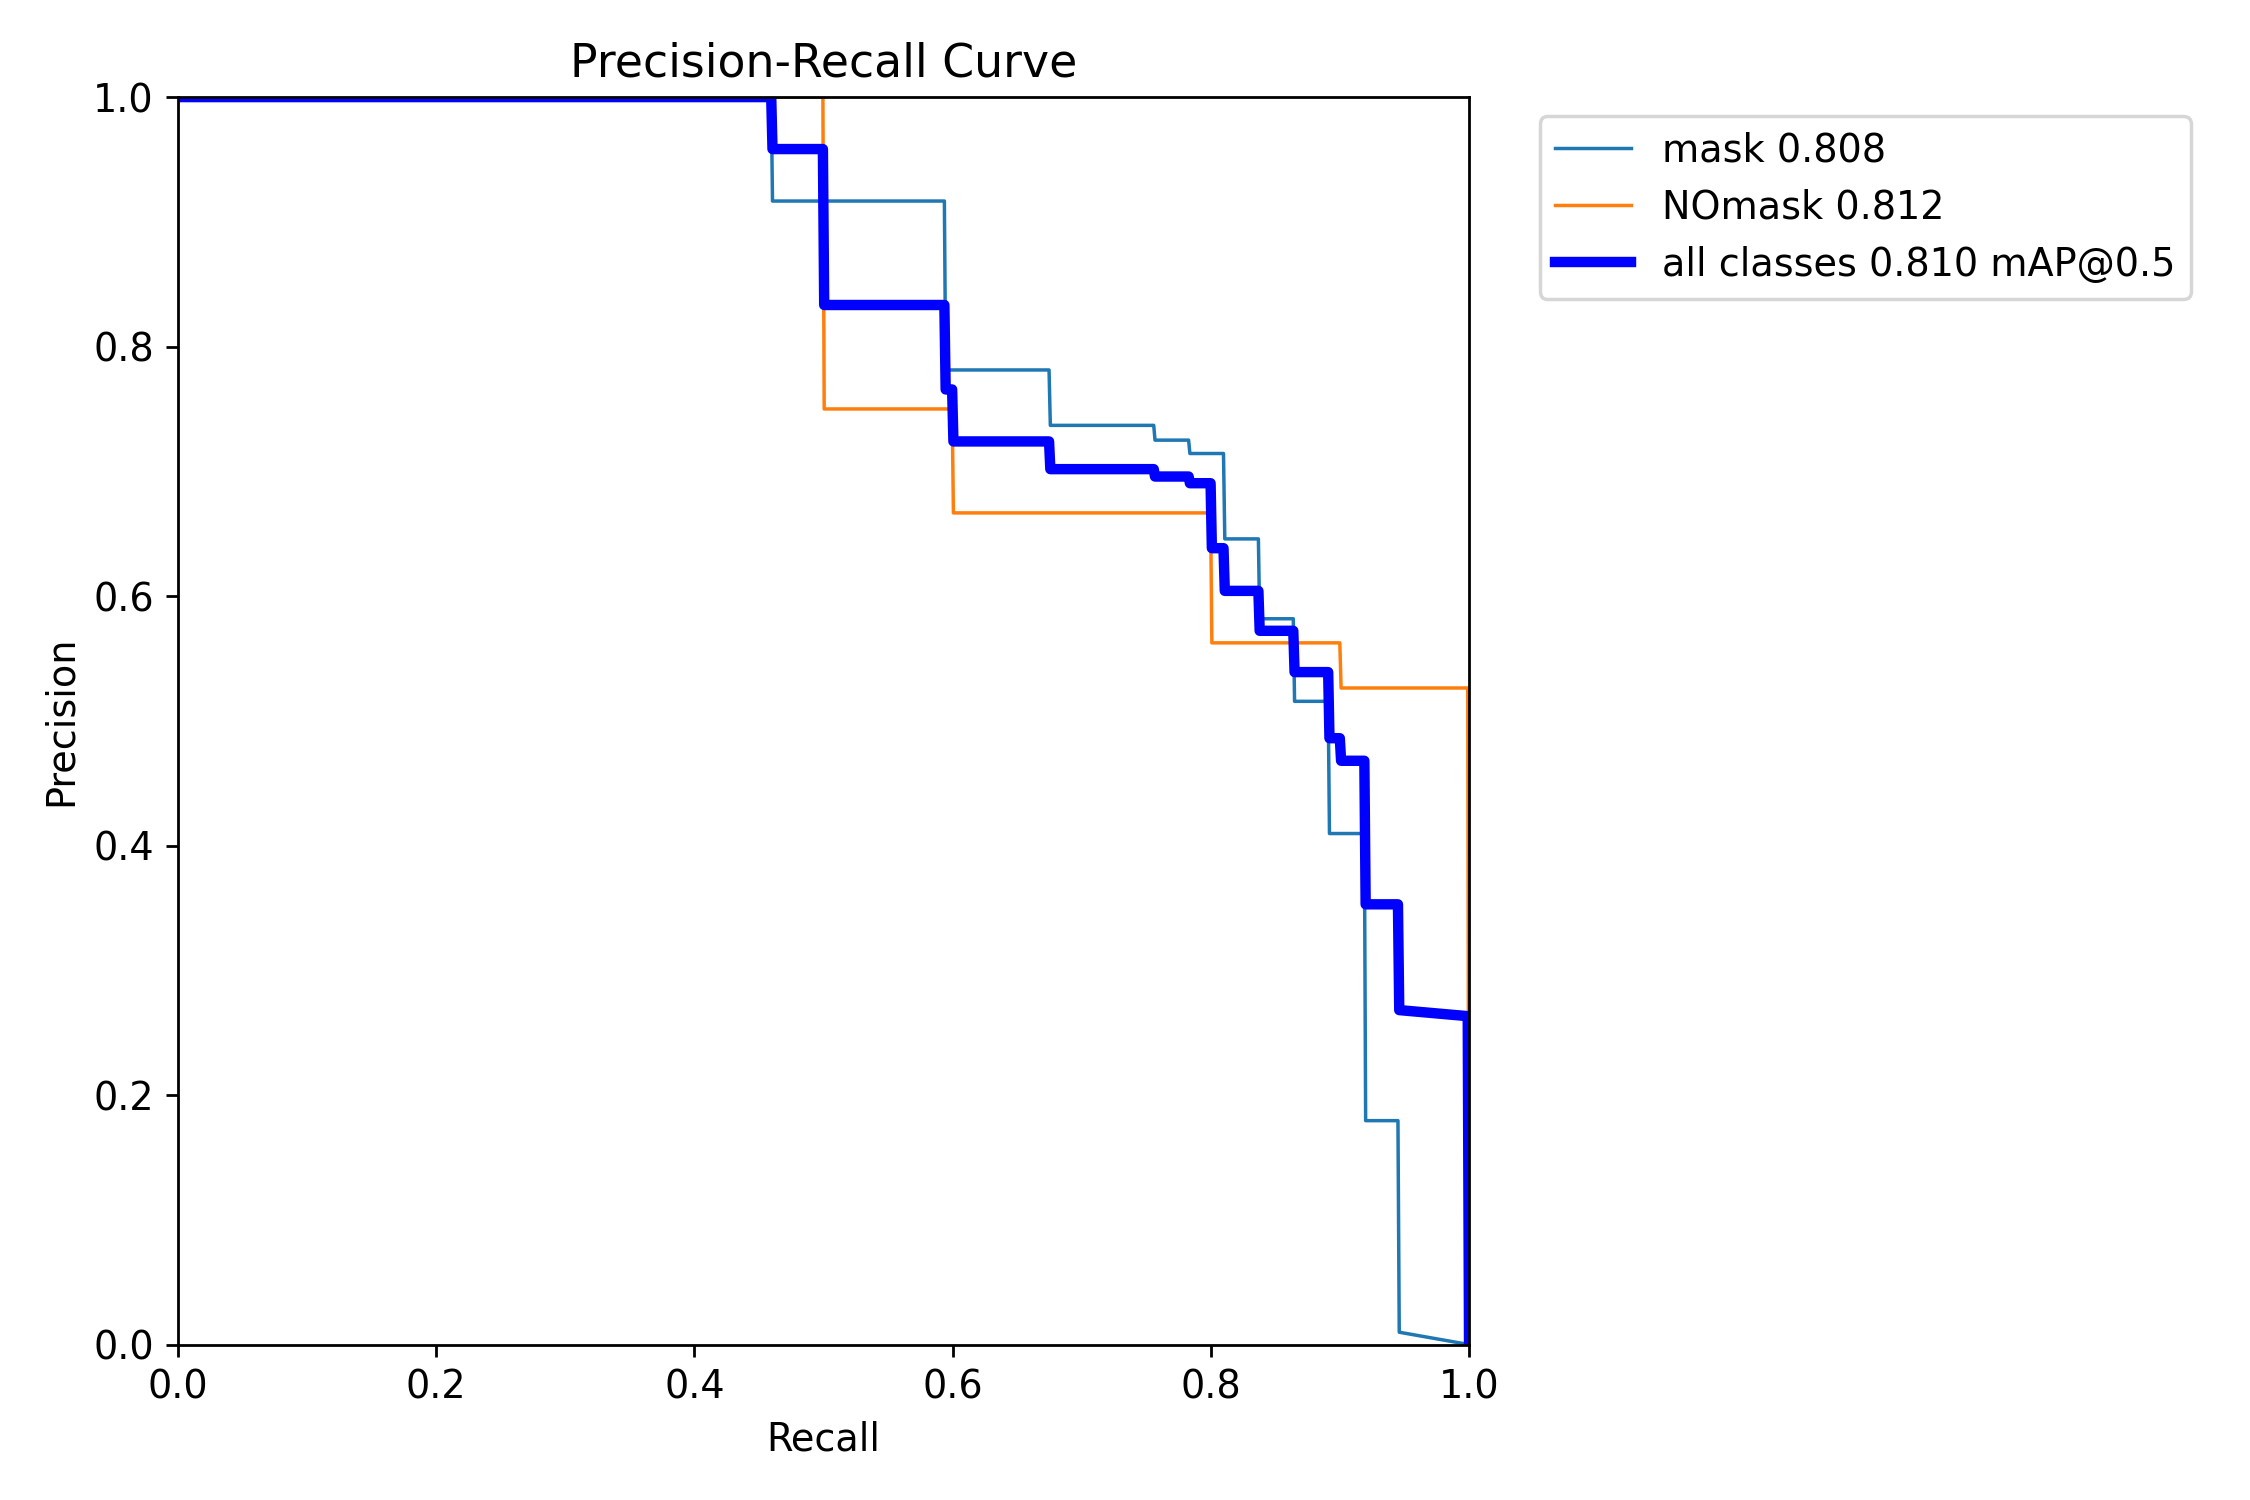 Precision-Recall Curve
mask 0.808
NOmask 0.812
all classes 0.810 mAP@0.5
Precision
1.0
0.8
0.6
0.4
0.2
0.0
0.0 0.2 0.4 0.6 0.8 1.0
Recall